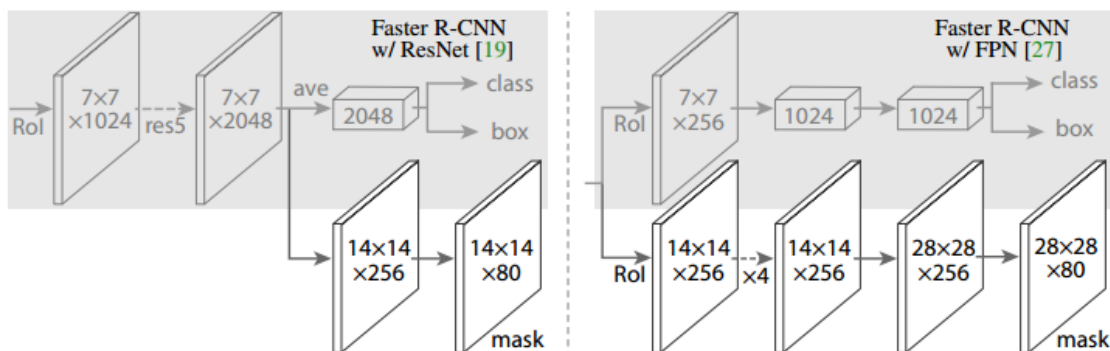 Faster R-CNN
w/ ResNet [19]
RoI
7×7
×1024
res5
7×7
×2048
ave
2048
class
box
14×14
×256
14×14
×80
mask
Faster R-CNN
w/ FPN [27]
RoI
7×7
×256
1024
1024
class
box
RoI
14×14
×256
×4
14×14
×256
28×28
×256
28×28
×80
mask